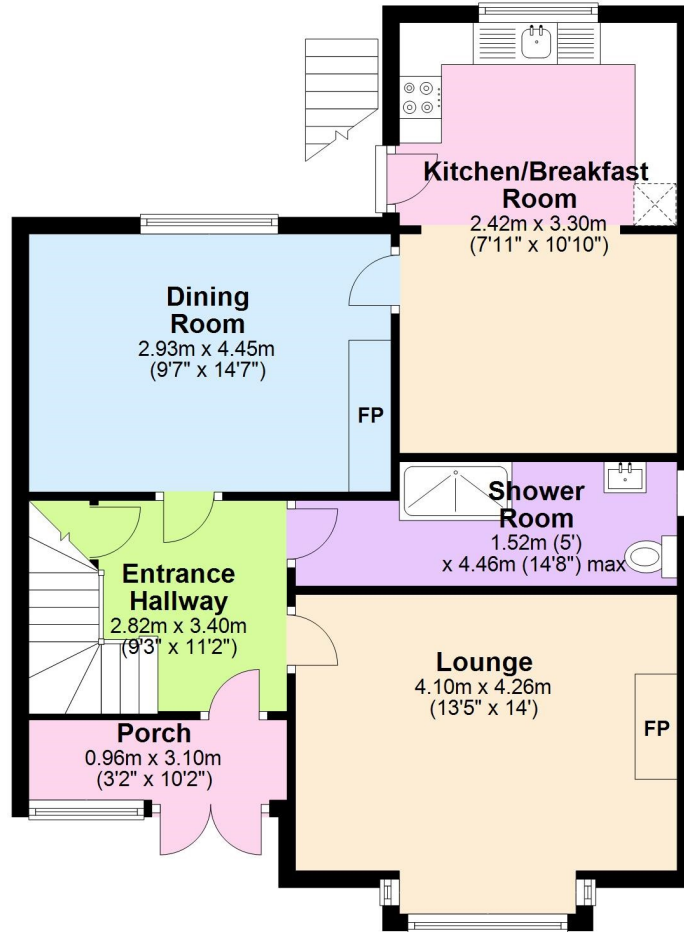 Kitchen/Breakfast
Room
2.42m x 3.30m
(7'11" x 10'10")
Dining
Room
2.93m x 4.45m
(9'7" x 14'7")
FP
Shower
Room
1.52m (5')
x 4.46m (14'8") max
Entrance
Hallway
2.82m x 3.40m
(9'3" x 11'2")
Lounge
4.10m x 4.26m
(13'5" x 14')
FP
Porch
0.96m x 3.10m
(3'2" x 10'2")